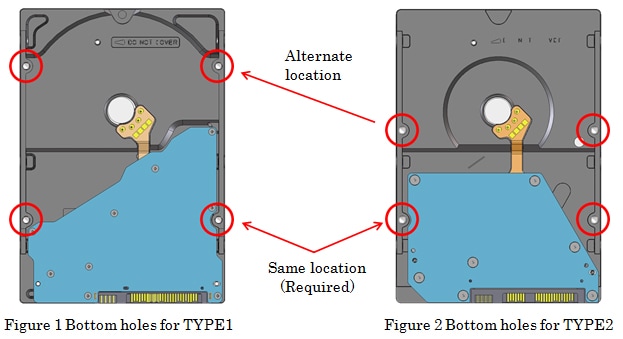 DO NOT COVER
Alternate
location
Same location
(Required)
Figure 1 Bottom holes for TYPE1
Figure 2 Bottom holes for TYPE2